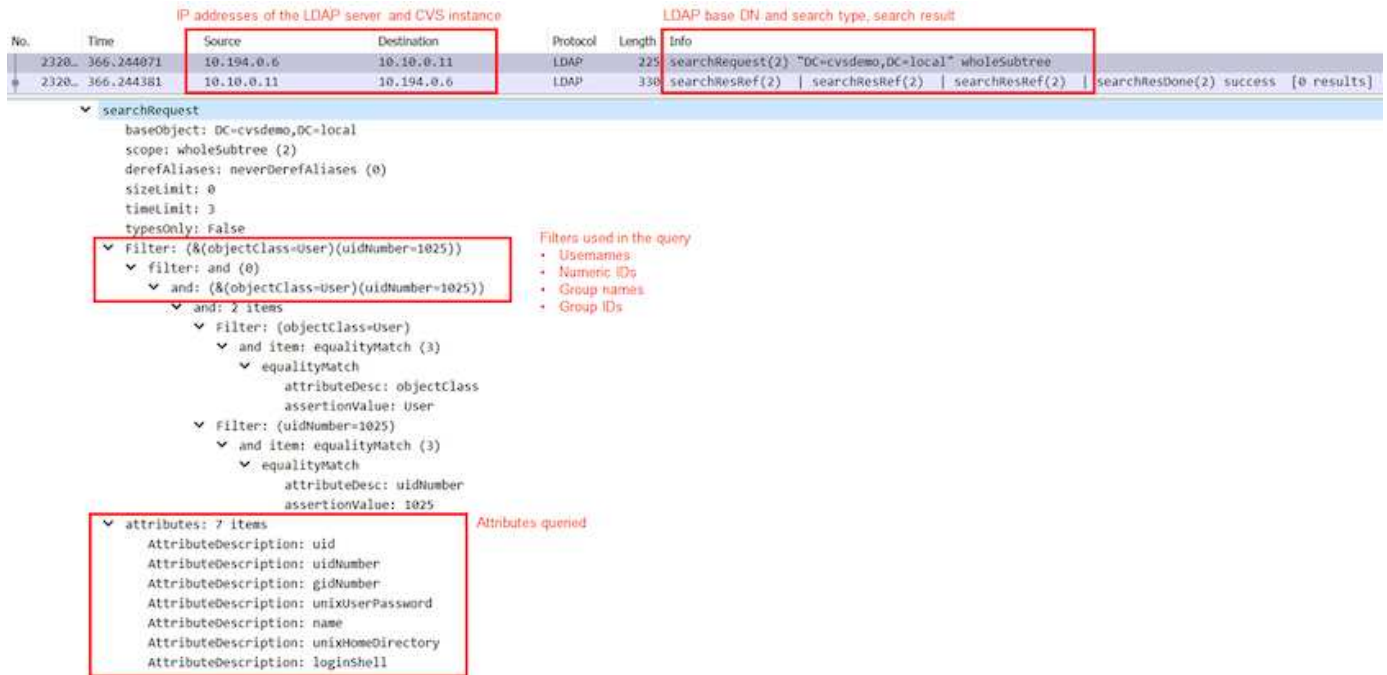 IP addresses of the LDAP server and CVS instance
LDAP base DN and search type, search result
No. Time Source Destination Protocol Length Info
2320… 366.244071 10.194.0.6 10.10.0.11 LDAP 225 searchRequest(2) "DC=cvsdemo,DC=local" wholeSubtree
2320… 366.244381 10.10.0.11 10.194.0.6 LDAP 330 searchResRef(2) | searchResRef(2) | searchResRef(2) | searchResDone(2) success [0 results]
searchRequest
baseObject: DC=cvsdemo,DC=local
scope: wholeSubtree (2)
derefAliases: neverDerefAliases (0)
sizeLimit: 0
timeLimit: 3
typesOnly: False
Filter: (&(objectClass=User)(uidNumber=1025))
filter: and (0)
and: (&(objectClass=User)(uidNumber=1025))
Filters used in the query
• Usernames
• Numeric IDs
• Group names
• Group IDs
and: 2 items
Filter: (objectClass=User)
and item: equalityMatch (3)
equalityMatch
attributeDesc: objectClass
assertionValue: User
Filter: (uidNumber=1025)
and item: equalityMatch (3)
equalityMatch
attributeDesc: uidNumber
assertionValue: 1025
attributes: 7 items
Attributes queried
AttributeDescription: uid
AttributeDescription: uidNumber
AttributeDescription: gidNumber
AttributeDescription: unixUserPassword
AttributeDescription: name
AttributeDescription: unixHomeDirectory
AttributeDescription: loginShell